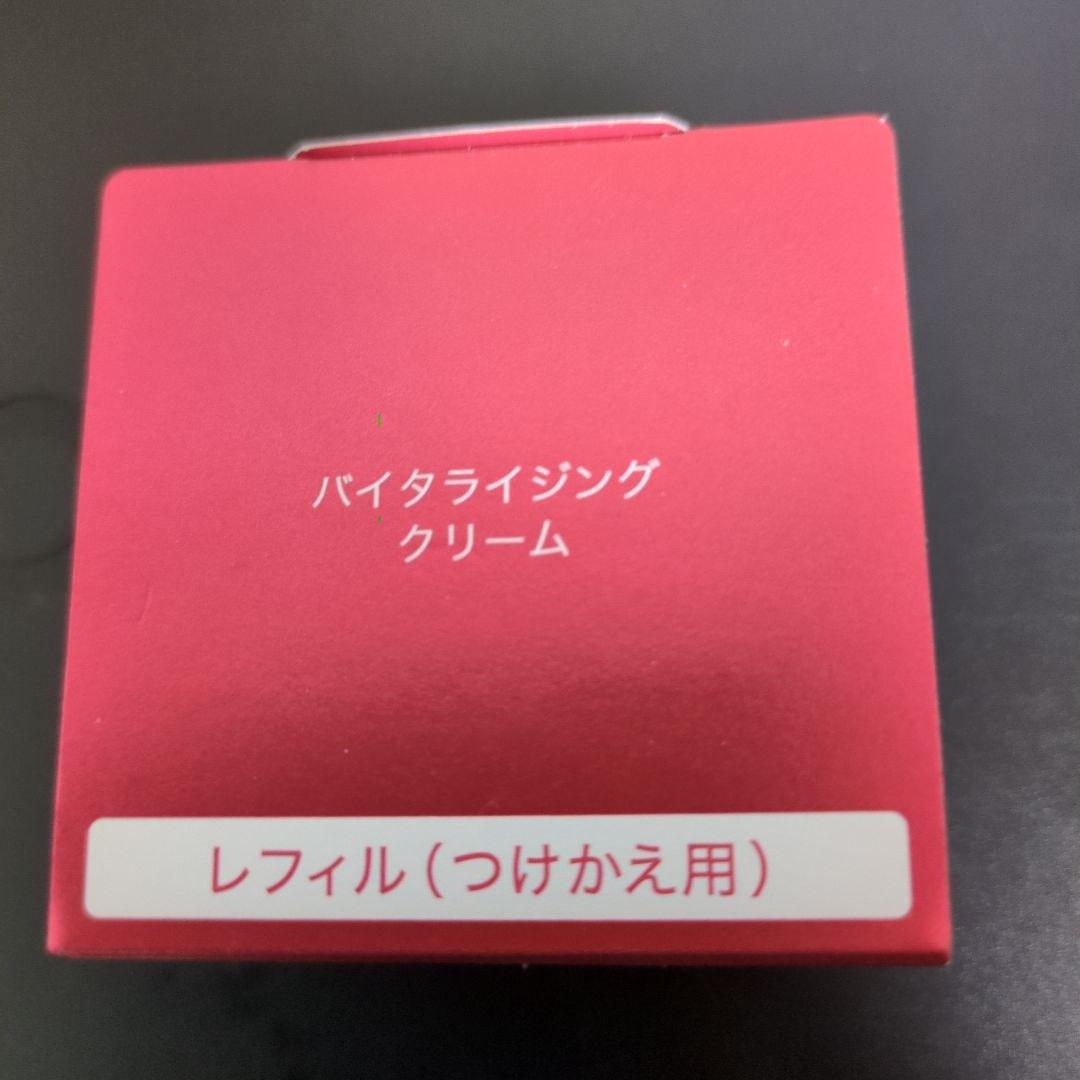 バイタライジング
クリーム
レフィル(つけかえ用)